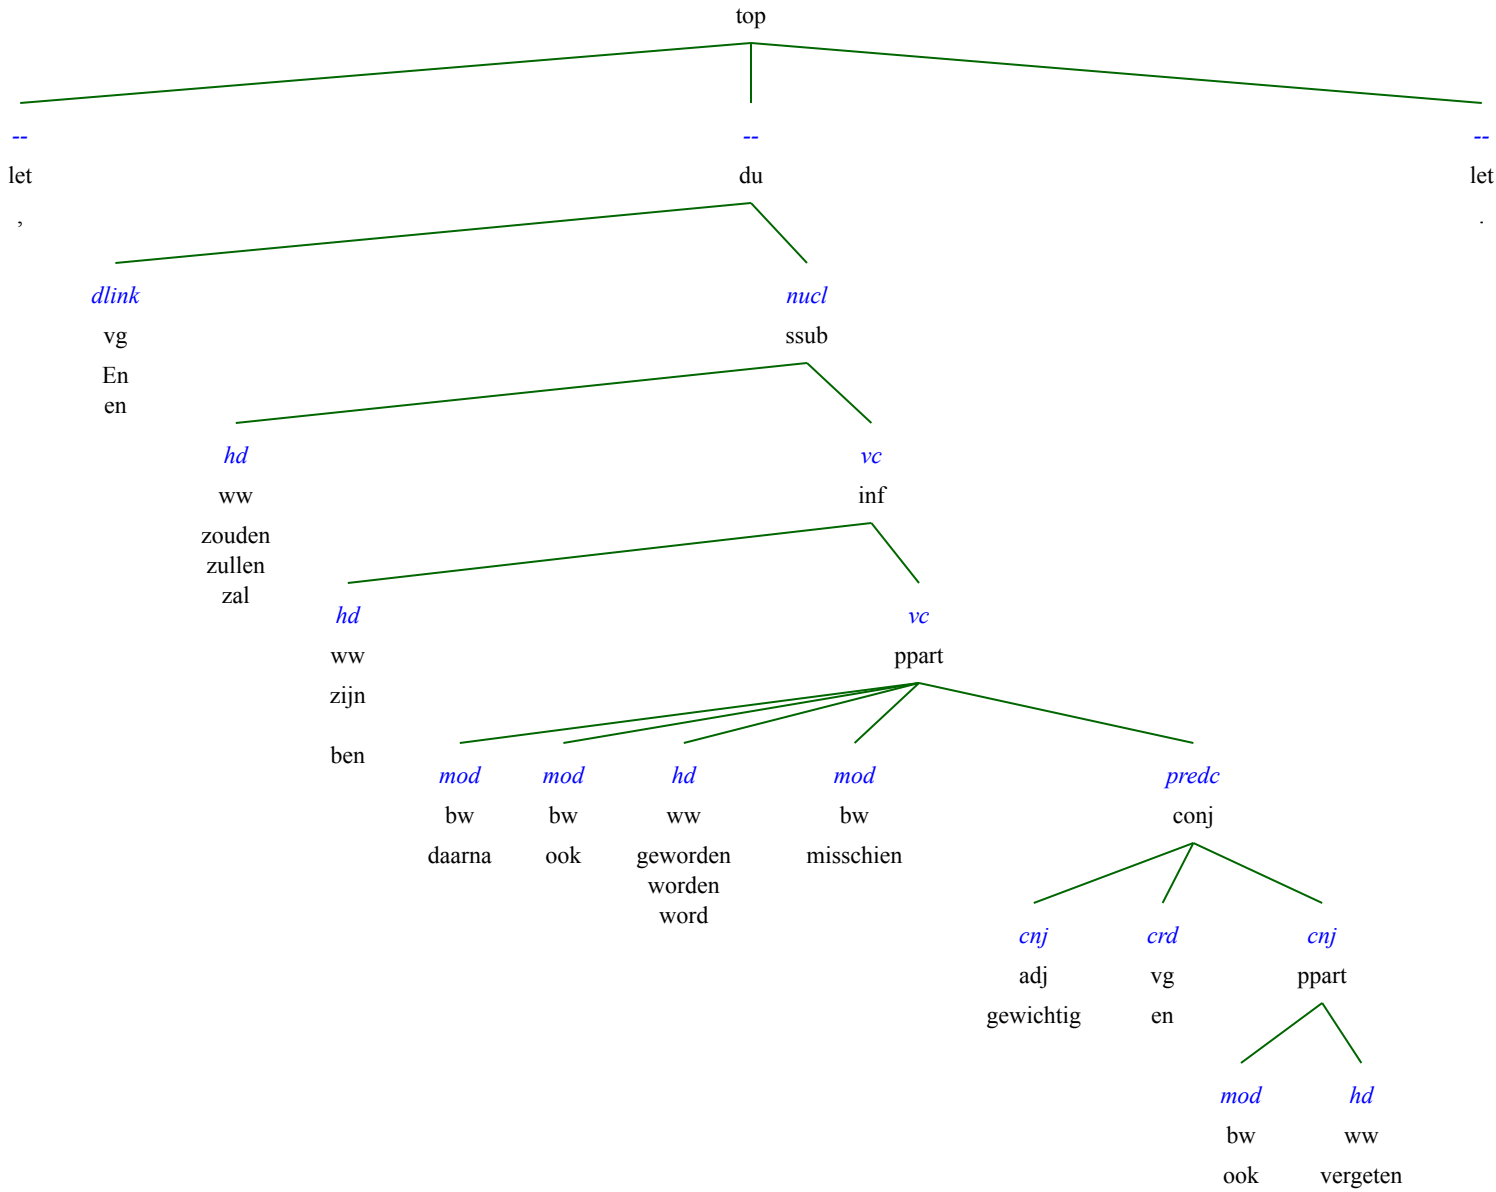 top
-- -- --
let du let
, .
dlink nucl
vg ssub
En
en
hd vc
ww inf
zouden
zullen
zal
hd vc
ww ppart
zijn
ben
mod mod hd mod predc
bw bw ww bw conj
daarna ook geworden misschien
worden
word
cnj crd cnj
adj vg ppart
gewichtig en
mod hd
bw ww
ook vergeten